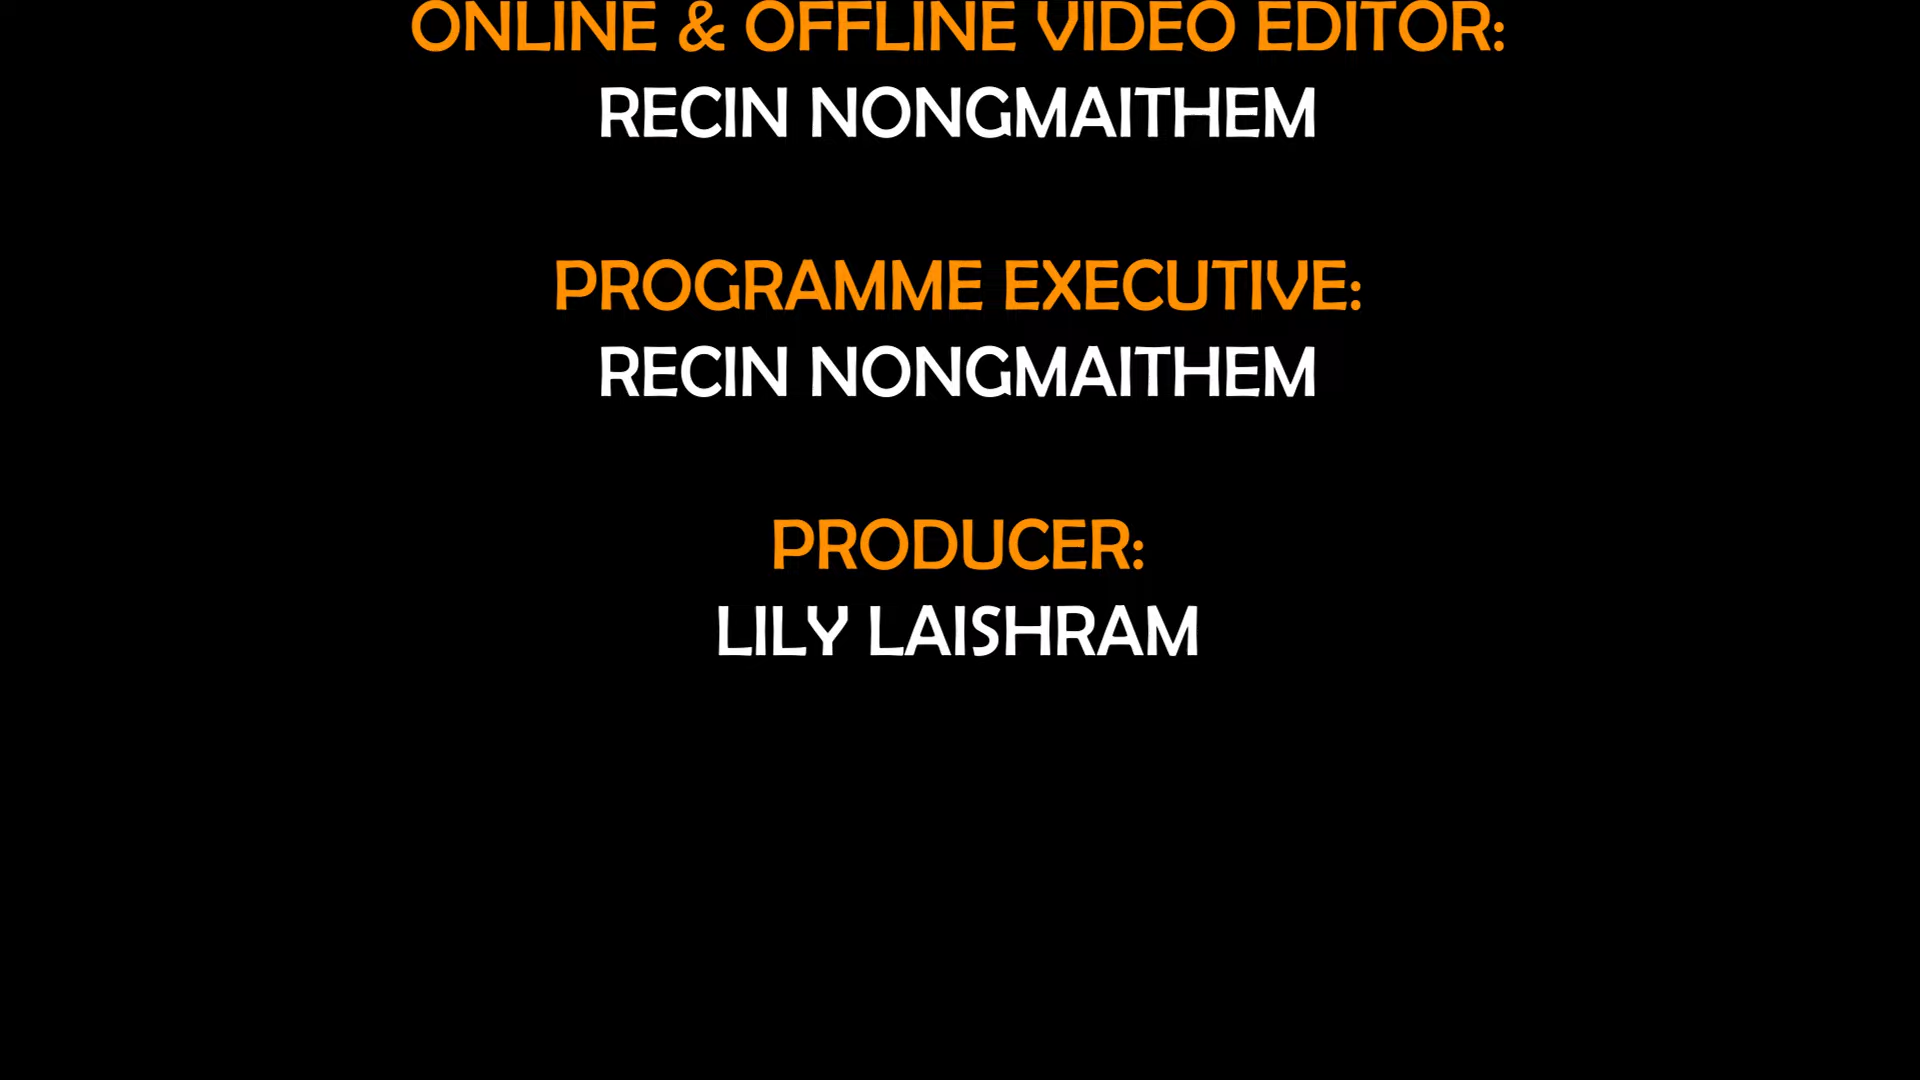 ONLINE & OFFLINE VIDEO EDITOR:
RECIN NONGMAITHEM
PROGRAMME EXECUTIVE:
RECIN NONGMAITHEM
PRODUCER:
LILY LAISHRAM